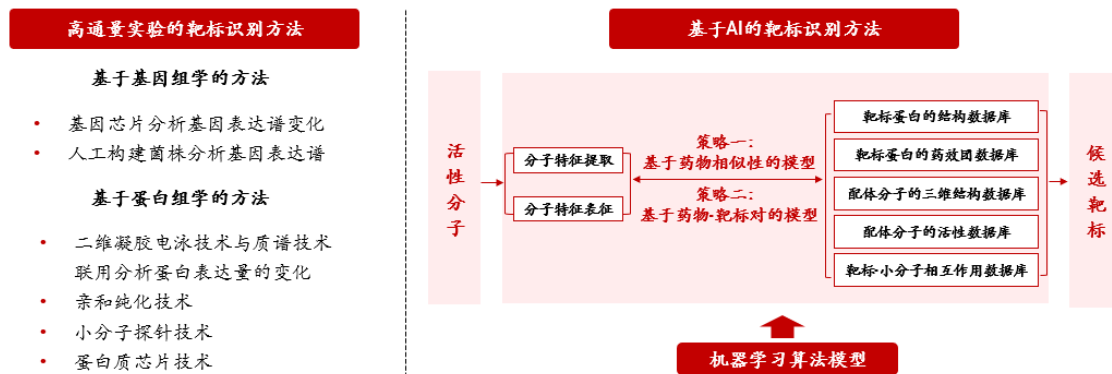 高通量实验的靶标识别方法
基于基因组学的方法
• 基因芯片分析基因表达谱变化
• 人工构建菌株分析基因表达谱
基于蛋白组学的方法
• 二维凝胶电泳技术与质谱技术
联用分析蛋白表达量的变化
• 亲和纯化技术
• 小分子探针技术
• 蛋白质芯片技术
基于AI的靶标识别方法
活性分子
分子特征提取
分子特征表征
策略一:
基于药物相似性的模型
策略二:
基于药物-靶标对的模型
靶标蛋白的结构数据库
靶标蛋白的药效团数据库
配体分子的三维结构数据库
配体分子的活性数据库
靶标-小分子相互作用数据库
候选靶标
机器学习算法模型